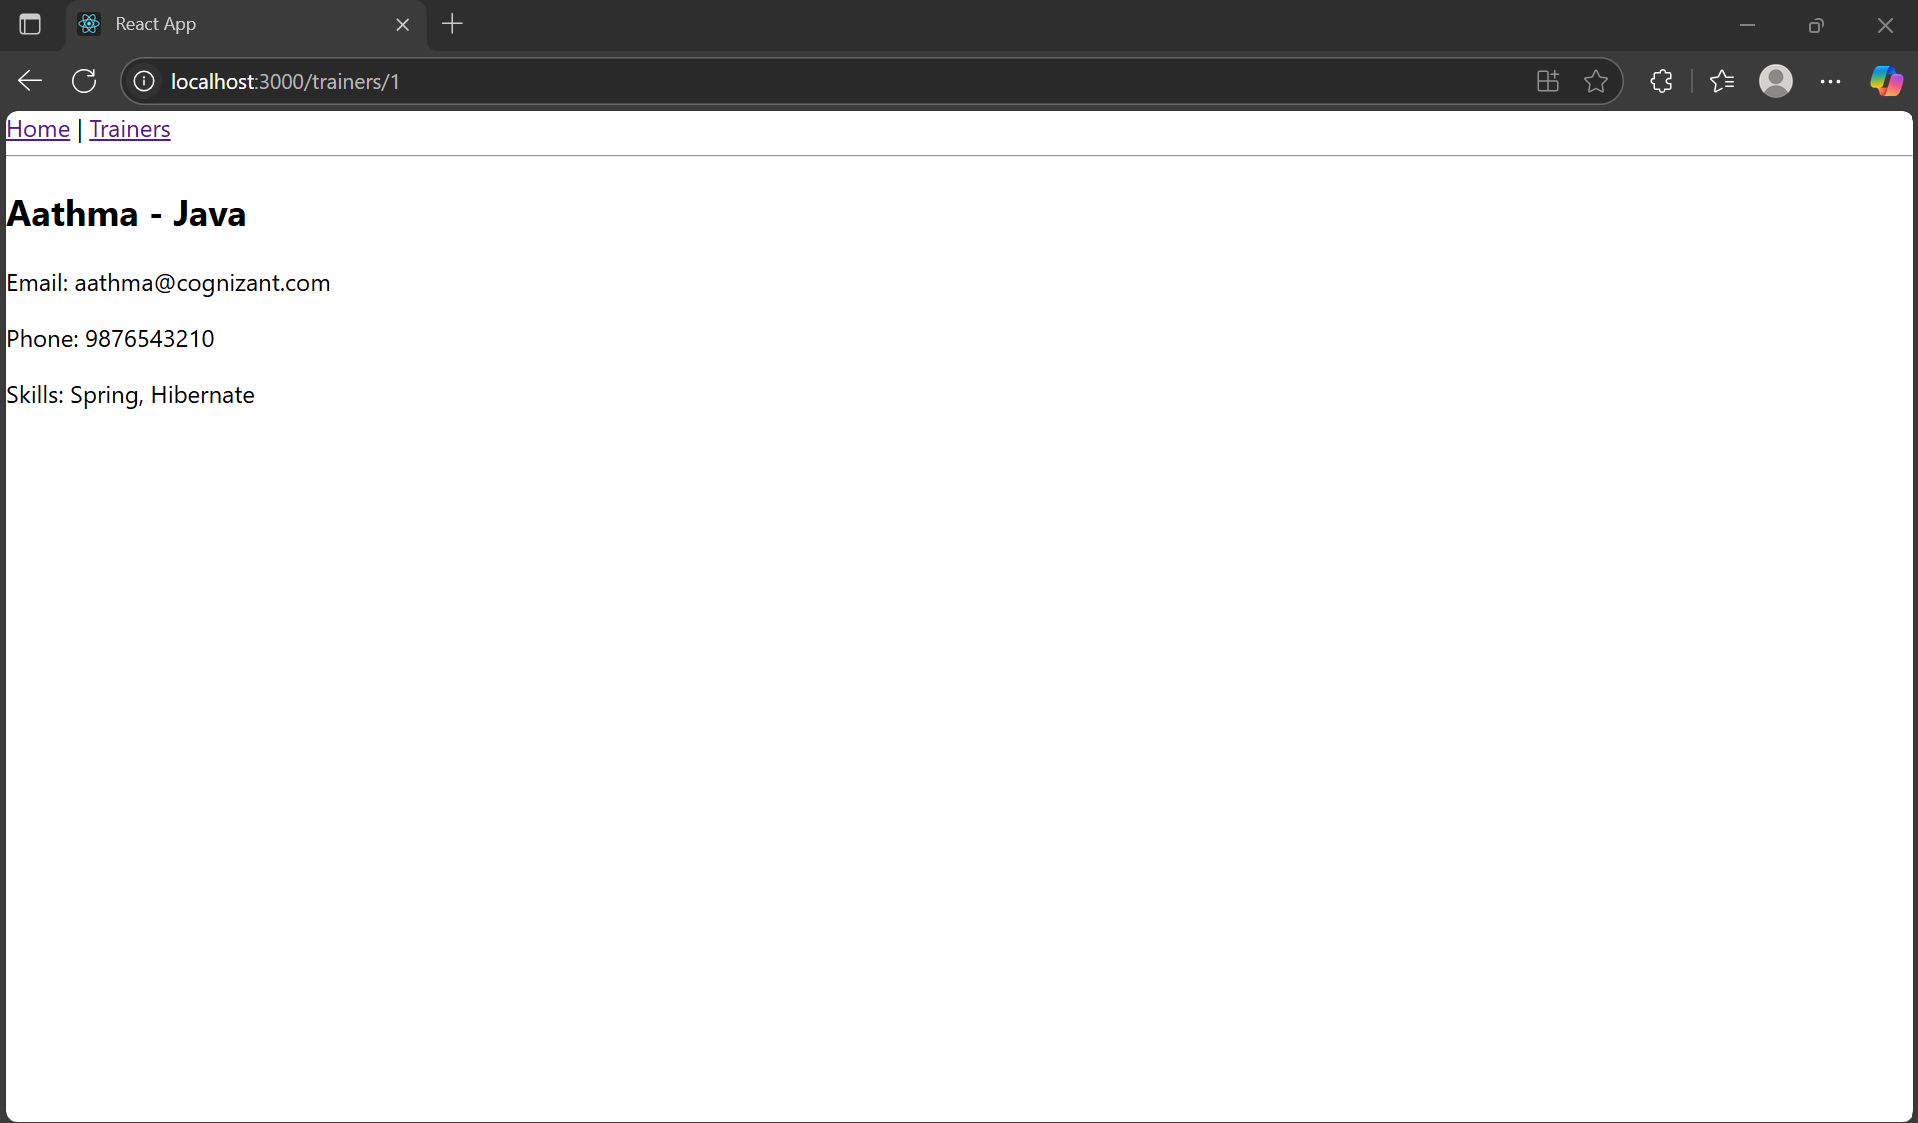 React App
localhost:3000/trainers/1
Home | Trainers
Aathma - Java
Email: aathma@cognizant.com
Phone: 9876543210
Skills: Spring, Hibernate